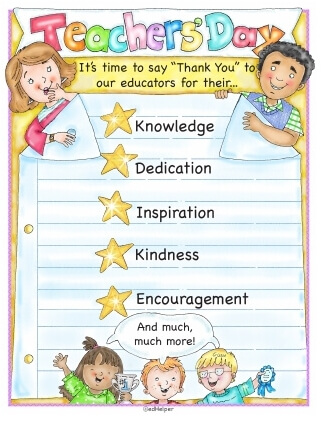 Teachers' Day
It's time to say "Thank You" to
our educators for their...
Knowledge
Dedication
Inspiration
Kindness
Encouragement
And much,
much more!
#1
©edHelper